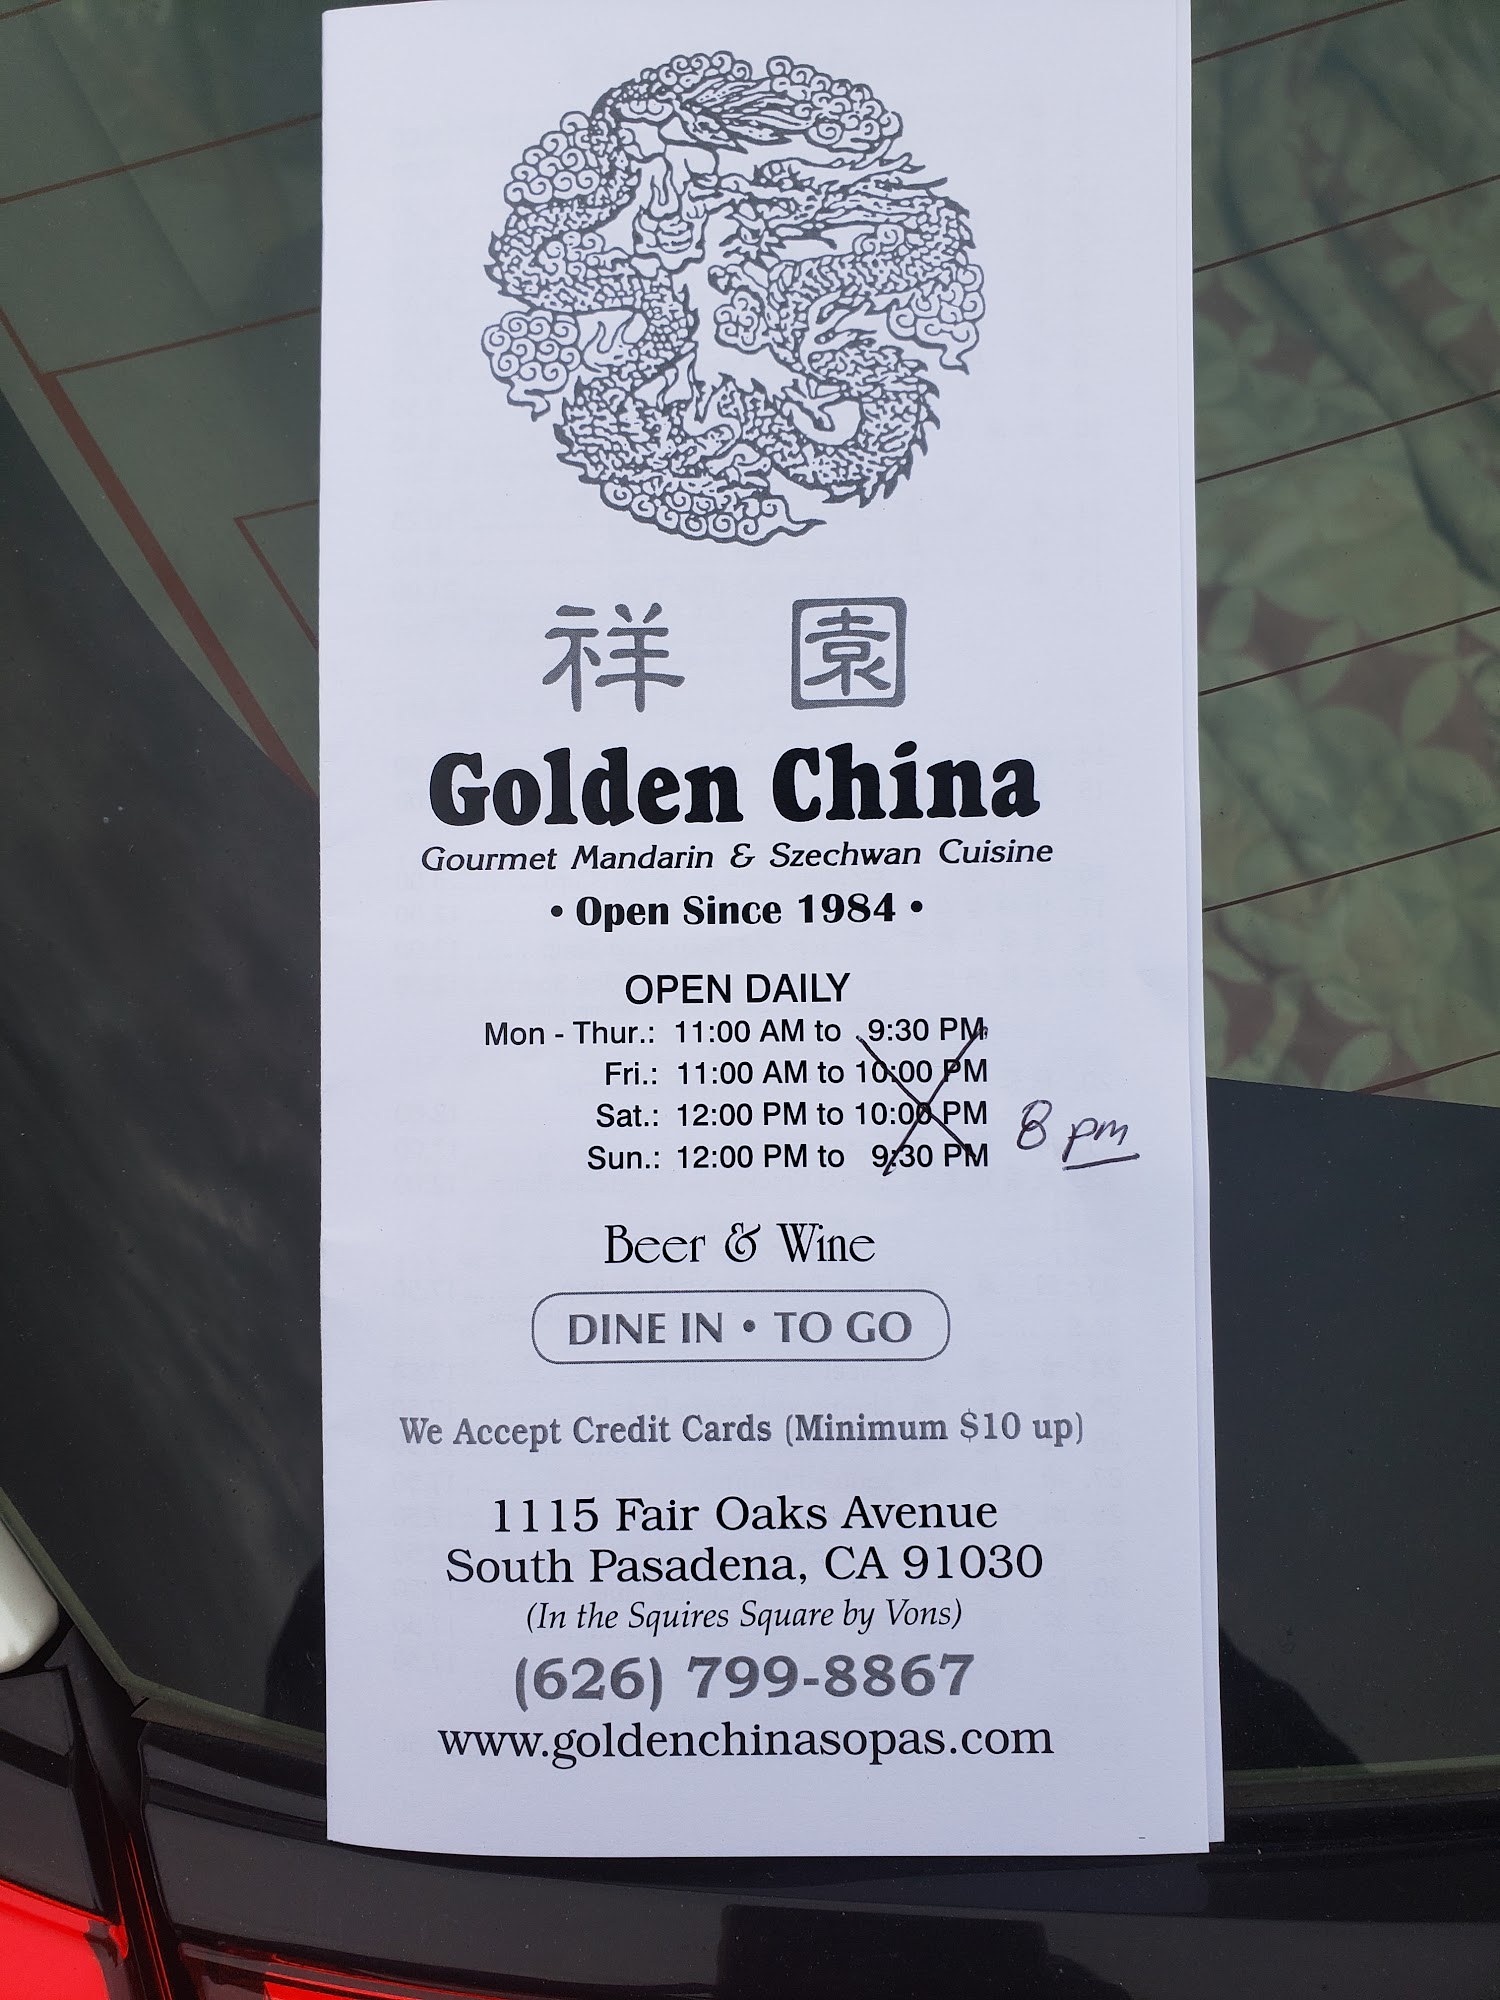 祥 園
Golden China
Gourmet Mandarin & Szechwan Cuisine
• Open Since 1984 •
OPEN DAILY
Mon - Thur.: 11:00 AM to 9:30 PM
Fri.: 11:00 AM to 10:00 PM
Sat.: 12:00 PM to 10:00 PM
Sun.: 12:00 PM to 9:30 PM
8 pm
Beer & Wine
DINE IN • TO GO
We Accept Credit Cards (Minimum $10 up)
1115 Fair Oaks Avenue
South Pasadena, CA 91030
(In the Squires Square by Vons)
(626) 799-8867
www.goldenchinasopas.com